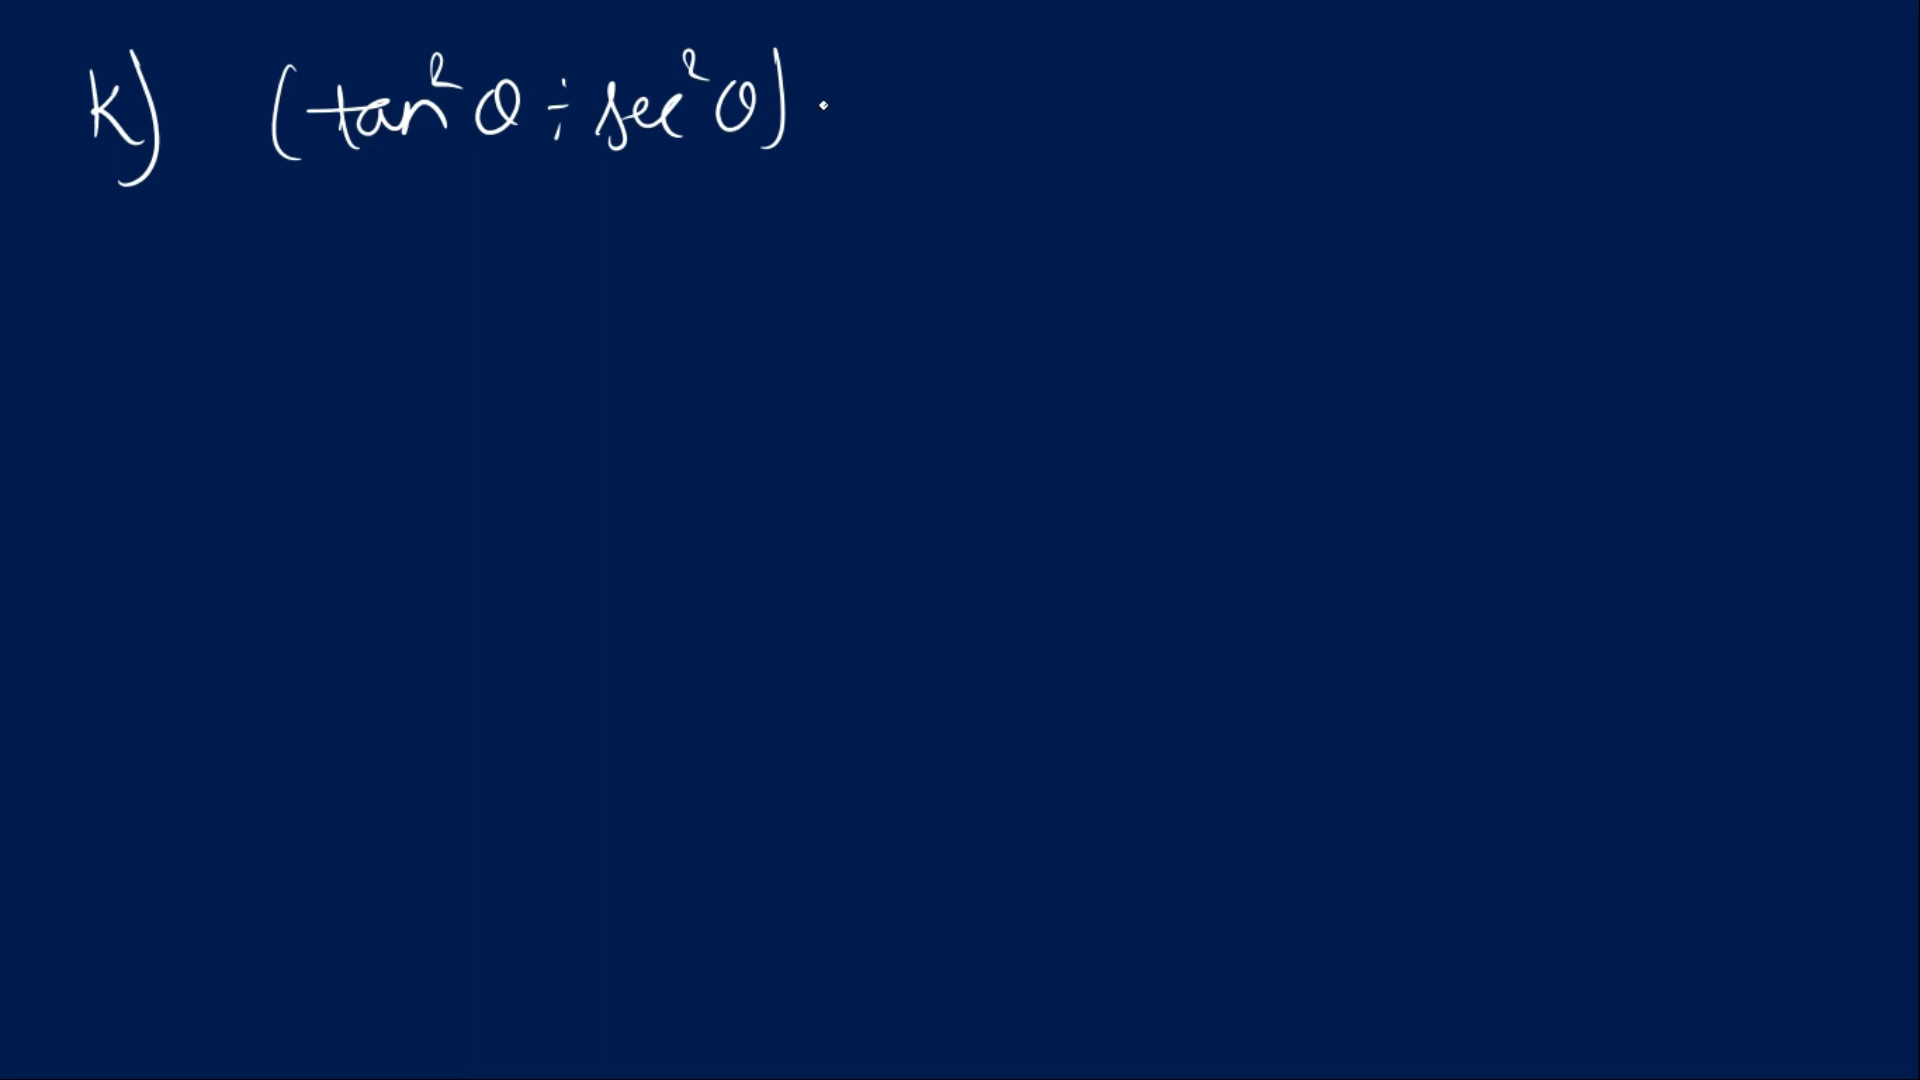 k) (tan²θ ÷ sec²θ) ·